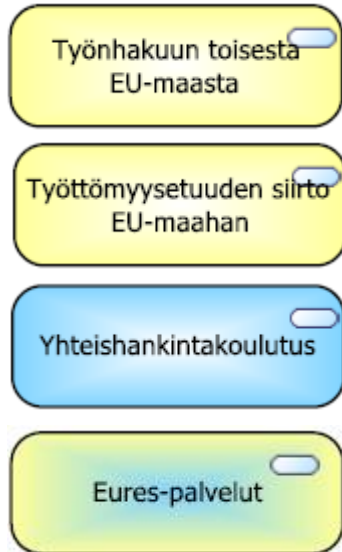 Työnhakuun toisesta
EU-maasta
Työttömyysetuuden siirto
EU-maahan
Yhteishankintakoulutus
Eures-palvelut